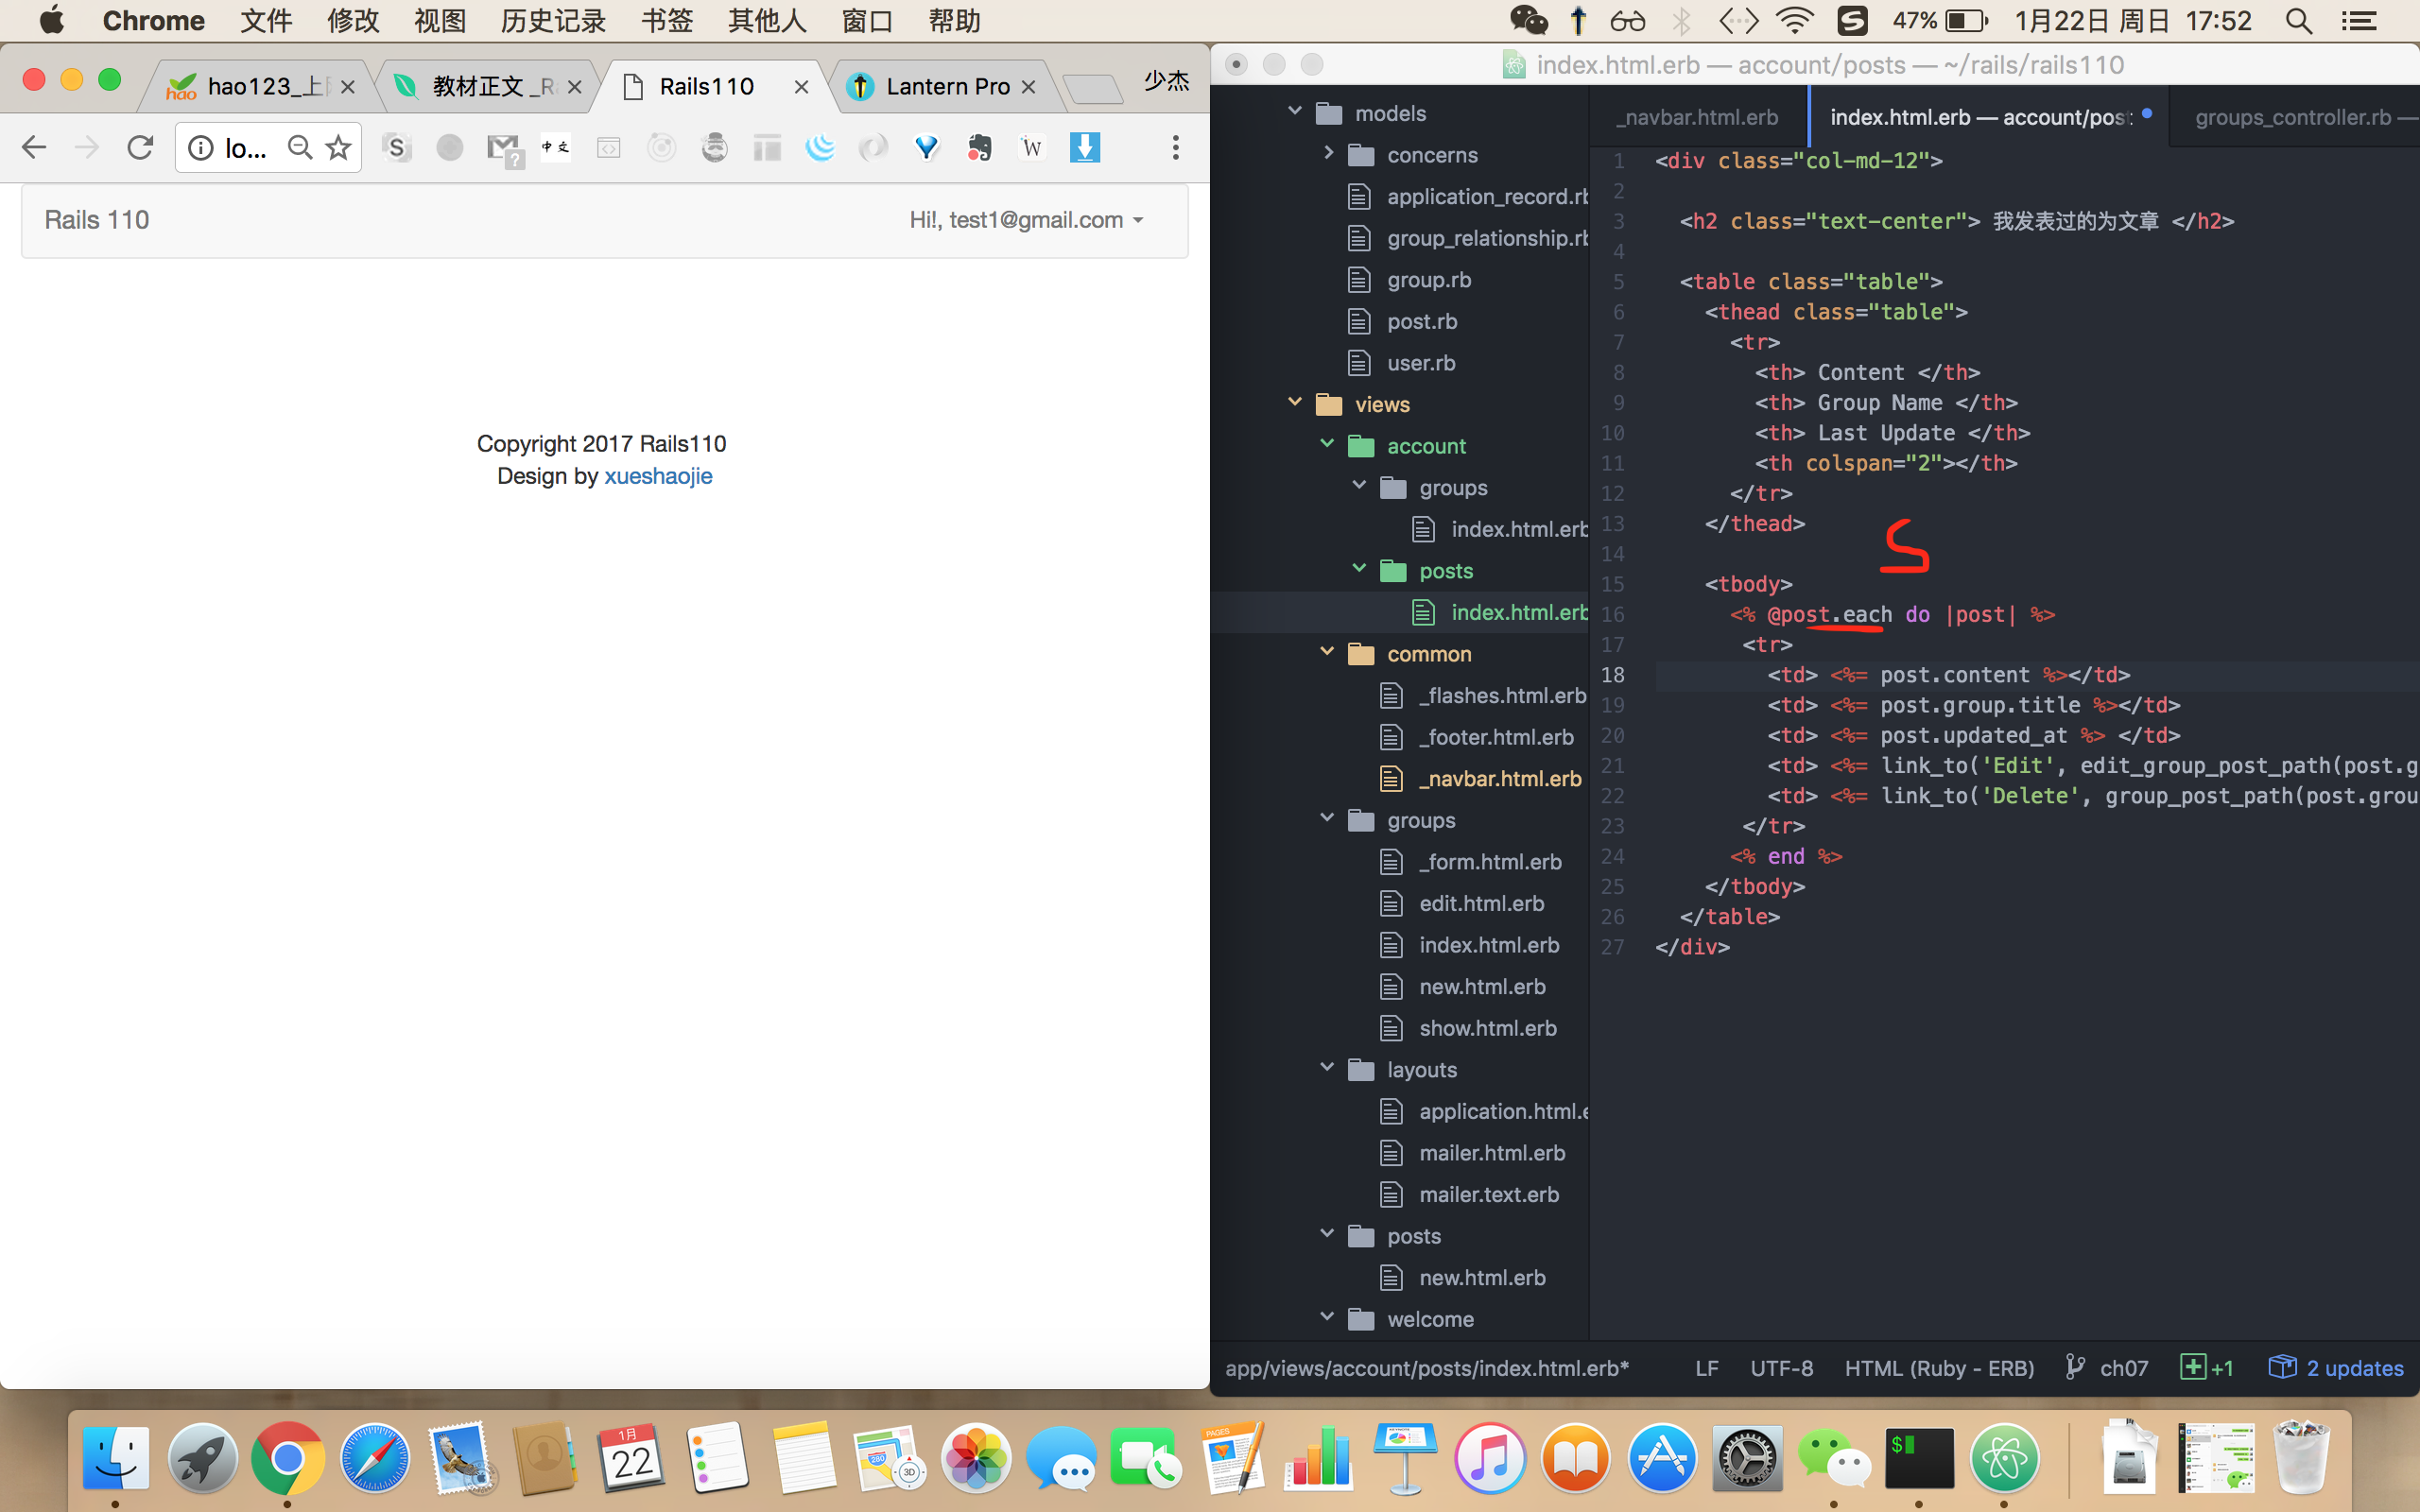 Chrome 文件 修改 视图 历史记录 书签 其他人 窗口 帮助 47% 1月22日 周日 17:52
hao123_上 教材正文 _R Rails110 Lantern Pro 少杰
lo...
Rails 110 Hi!, test1@gmail.com
Copyright 2017 Rails110
Design by xueshaojie
index.html.erb — account/posts — ~/rails/rails110
models
concerns
application_record.rb
group_relationship.rb
group.rb
post.rb
user.rb
views
account
groups
index.html.erb
posts
index.html.erb
common
_flashes.html.erb
_footer.html.erb
_navbar.html.erb
groups
_form.html.erb
edit.html.erb
index.html.erb
new.html.erb
show.html.erb
layouts
application.html.e
mailer.html.erb
mailer.text.erb
posts
new.html.erb
welcome
_navbar.html.erb index.html.erb — account/post groups_controller.rb —
1 <div class="col-md-12">
2
3 <h2 class="text-center"> 我发表过的为文章 </h2>
4
5 <table class="table">
6 <thead class="table">
7 <tr>
8 <th> Content </th>
9 <th> Group Name </th>
10 <th> Last Update </th>
11 <th colspan="2"></th>
12 </tr>
13 </thead>
S
14
15 <tbody>
16 <% @post.each do |post| %>
17 <tr>
18 <td> <%= post.content %></td>
19 <td> <%= post.group.title %></td>
20 <td> <%= post.updated_at %> </td>
21 <td> <%= link_to('Edit', edit_group_post_path(post.g
22 <td> <%= link_to('Delete', group_post_path(post.grou
23 </tr>
24 <% end %>
25 </tbody>
26 </table>
27 </div>
app/views/account/posts/index.html.erb* LF UTF-8 HTML (Ruby - ERB) ch07 +1 2 updates
1月
22
PAGES
280
3D